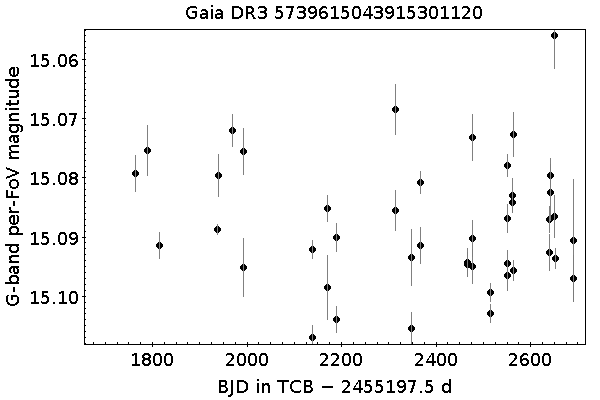 Gaia DR3 5739615043915301120
15.06
15.07
15.08
15.09
15.10
G-band per-FoV magnitude
1800 2000 2200 2400 2600
BJD in TCB − 2455197.5 d